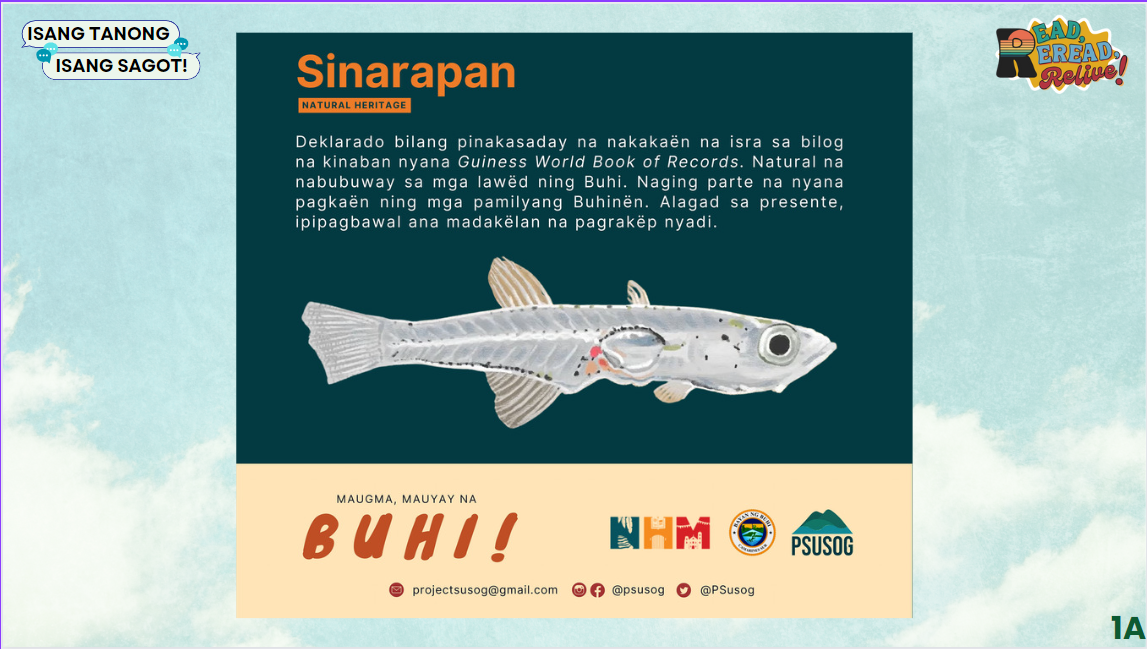 ISANG TANONG
ISANG SAGOT!
READ,
REREAD,
Relive!
Sinarapan
NATURAL HERITAGE
Deklarado bilang pinakasaday na nakakaën na isra sa bilog
na kinaban nyana Guiness World Book of Records. Natural na
nabubuway sa mga lawëd ning Buhi. Naging parte na nyana
pagkaën ning mga pamilyang Buhinën. Alagad sa presente,
ipipagbawal ana madakëlan na pagrakëp nyadi.
MAUGMA, MAUYAY NA
BUHI!
NHM
BAYAN NG BUHI
PSUSOG
projectsusog@gmail.com @psusog @PSusog
1A